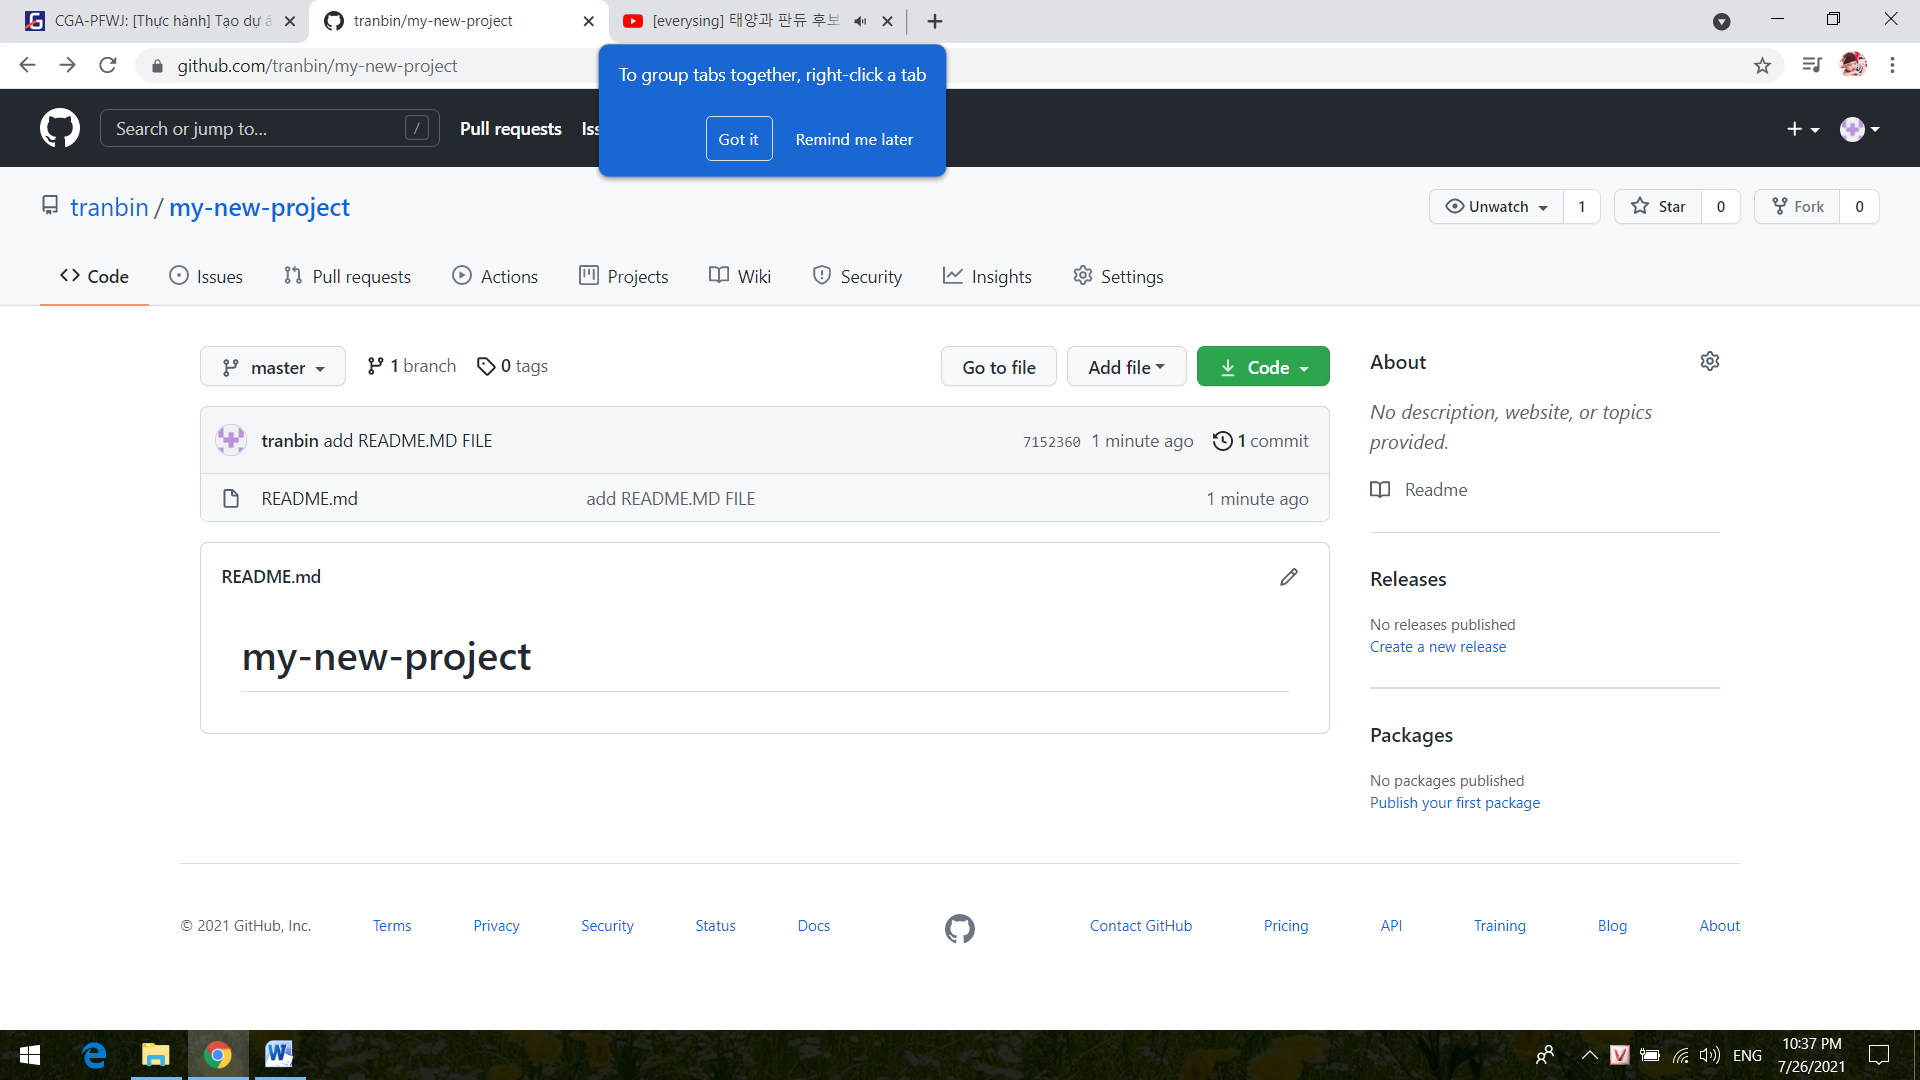 CGA-PFWJ: [Thực hành] Tạo dự á
tranbin/my-new-project
[everysing] 태양과 판듀 후보
github.com/tranbin/my-new-project
To group tabs together, right-click a tab
Got it
Remind me later
Search or jump to...
/
Pull requests
Iss
tranbin / my-new-project
Unwatch
1
Star
0
Fork
0
Code
Issues
Pull requests
Actions
Projects
Wiki
Security
Insights
Settings
master
1 branch
0 tags
Go to file
Add file
Code
About
No description, website, or topics
provided.
Readme
tranbin add README.MD FILE
7152360
1 minute ago
1 commit
README.md
add README.MD FILE
1 minute ago
README.md
my-new-project
Releases
No releases published
Create a new release
Packages
No packages published
Publish your first package
© 2021 GitHub, Inc.
Terms
Privacy
Security
Status
Docs
Contact GitHub
Pricing
API
Training
Blog
About
ENG
10:37 PM
7/26/2021